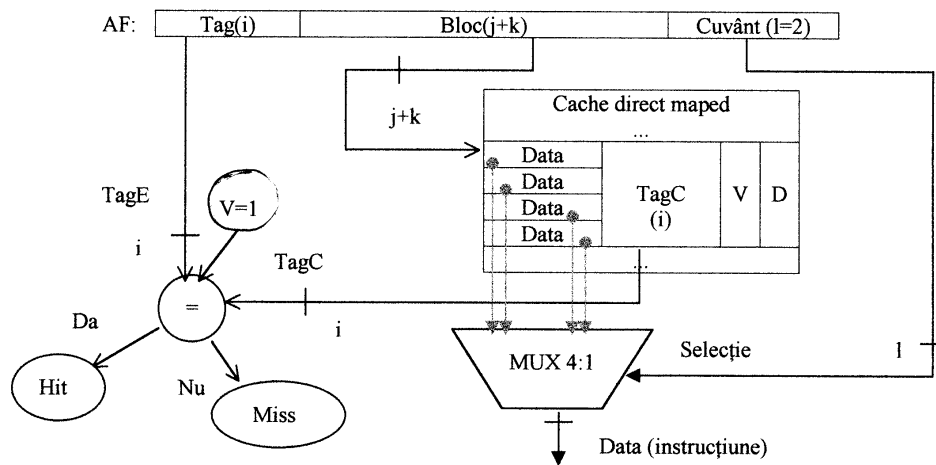 AF: Tag(i) Bloc(j+k) Cuvânt (l=2)
j+k
Cache direct maped
...
Data
Data
Data
Data
TagC
(i)
V D
...
TagE
V=1
i
TagC
=
i
Da
Nu
Hit
Miss
MUX 4:1
Selecție
l
Data (instrucțiune)